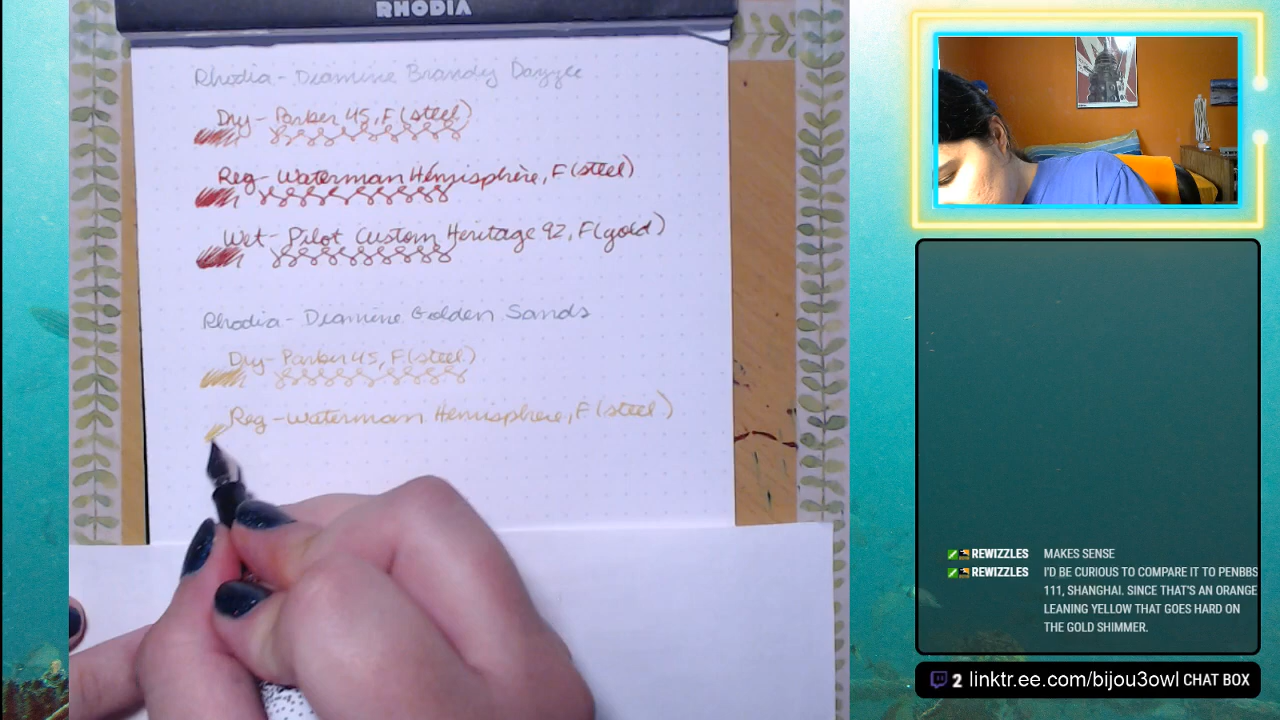 RHODIA
Rhodia - Diamine Brandy Dazzle
Dry - Parker 45, F (steel)
Reg - Waterman Hémisphère, F (steel)
Wet - Pilot Custom Heritage 92, F (gold)
Rhodia - Diamine Golden Sands
Dry - Parker 45, F (steel)
Reg - Waterman Hemisphere, F (steel)
REWIZZLES MAKES SENSE
REWIZZLES I'D BE CURIOUS TO COMPARE IT TO PENBBS
111, SHANGHAI. SINCE THAT'S AN ORANGE
LEANING YELLOW THAT GOES HARD ON
THE GOLD SHIMMER.
2 linktr.ee.com/bijou3owl CHAT BOX